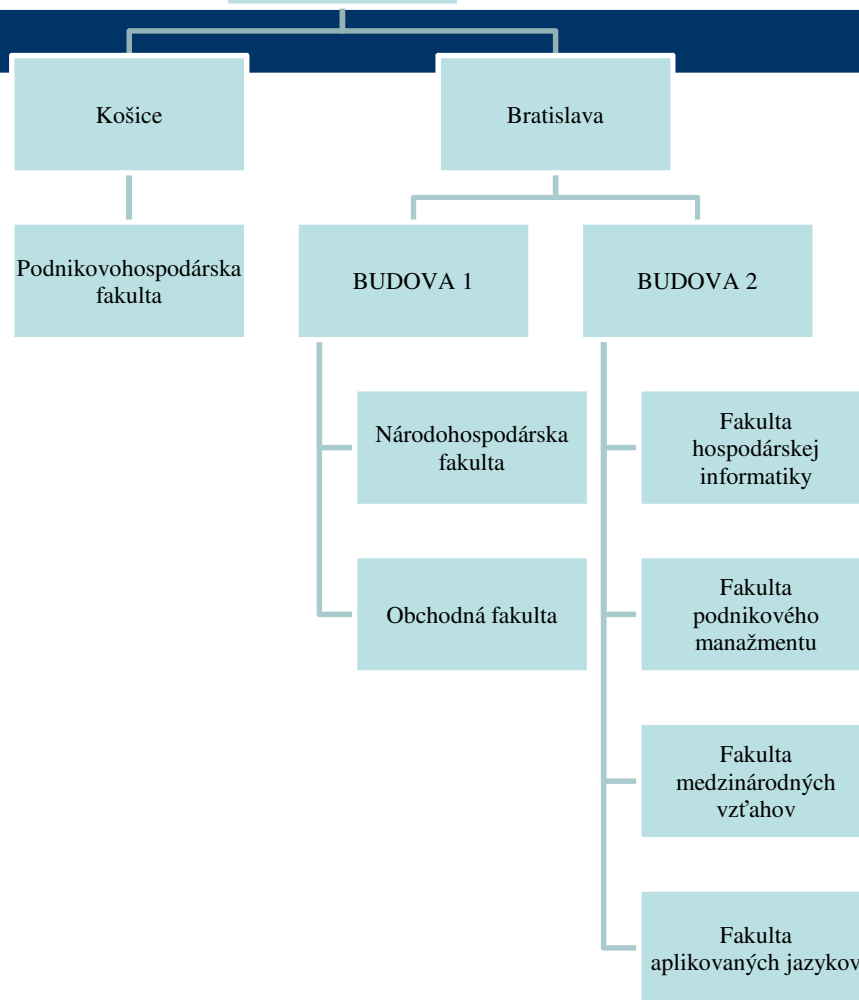 Košice
Bratislava
Podnikovohospodárska
fakulta
BUDOVA 1
BUDOVA 2
Národohospodárska
fakulta
Fakulta
hospodárskej
informatiky
Obchodná fakulta
Fakulta
podnikového
manažmentu
Fakulta
medzinárodných
vzťahov
Fakulta
aplikovaných jazykov